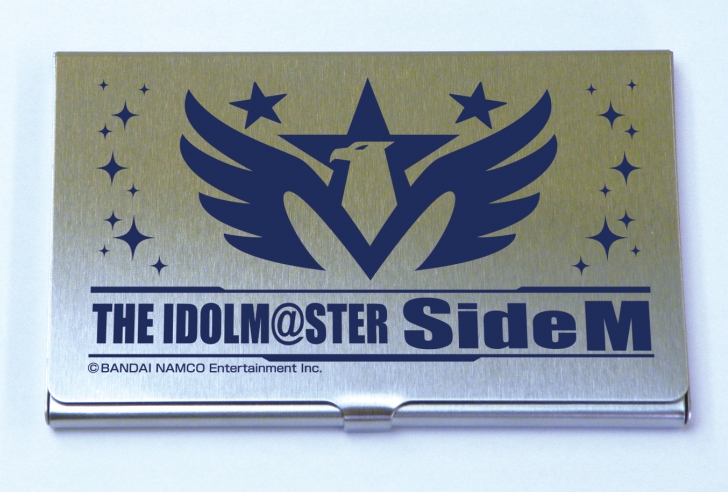 THE IDOLM@STER SideM
©BANDAI NAMCO Entertainment Inc.